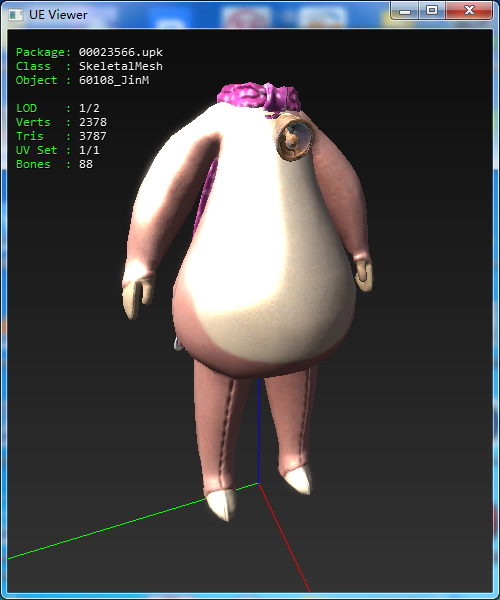 UE Viewer
Package: 00023566.upk
Class : SkeletalMesh
Object : 60108_JinM
LOD : 1/2
Verts : 2378
Tris : 3787
UV Set : 1/1
Bones : 88